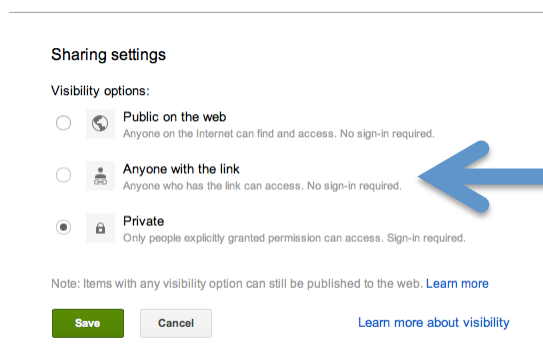 Sharing settings
Visibility options:
Public on the web
Anyone on the Internet can find and access. No sign-in required.
Anyone with the link
Anyone who has the link can access. No sign-in required.
Private
Only people explicitly granted permission can access. Sign-in required.
Note: Items with any visibility option can still be published to the web. Learn more
Save Cancel Learn more about visibility